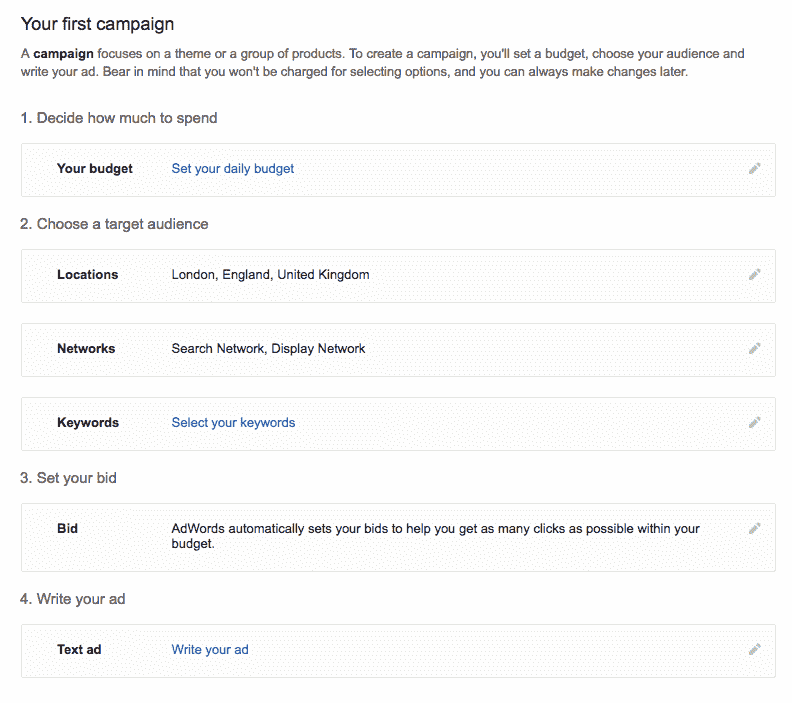 Your first campaign
A campaign focuses on a theme or a group of products. To create a campaign, you'll set a budget, choose your audience and
write your ad. Bear in mind that you won't be charged for selecting options, and you can always make changes later.
1. Decide how much to spend
Your budget Set your daily budget
2. Choose a target audience
Locations London, England, United Kingdom
Networks Search Network, Display Network
Keywords Select your keywords
3. Set your bid
Bid AdWords automatically sets your bids to help you get as many clicks as possible within your
budget.
4. Write your ad
Text ad Write your ad